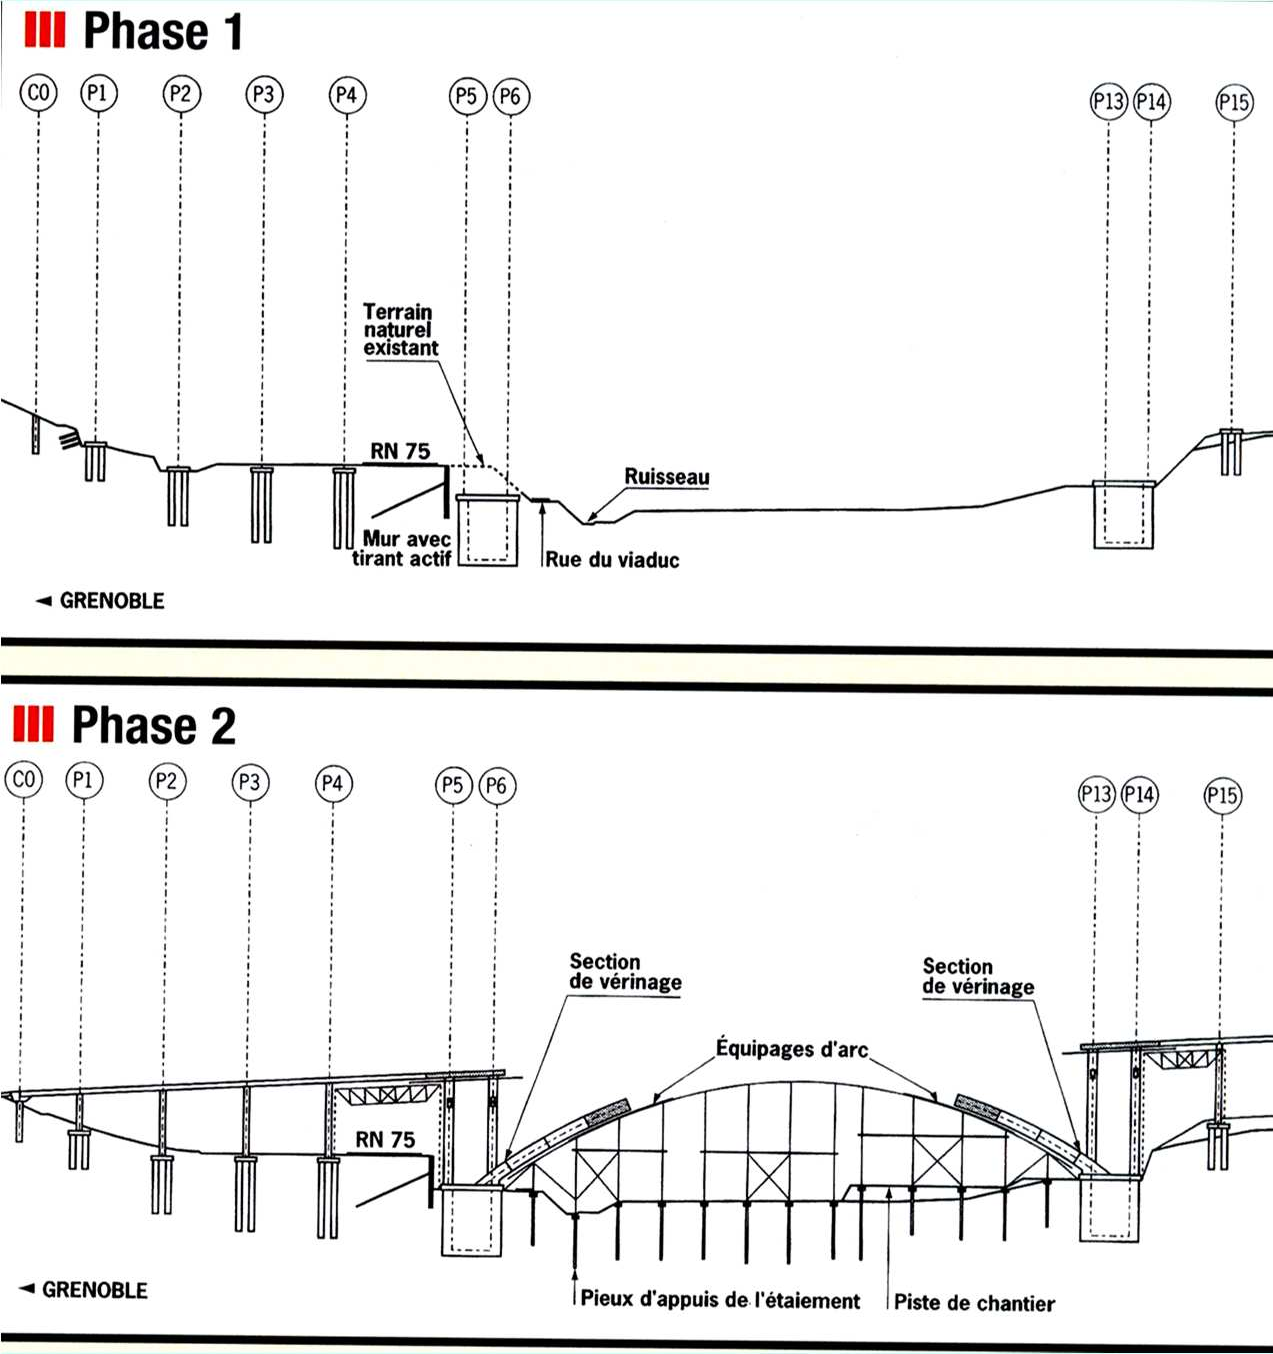 Phase 1
C0 P1 P2 P3 P4 P5 P6 P13 P14 P15
Terrain
naturel
existant
RN 75
Ruisseau
Mur avec
tirant actif
Rue du viaduc
◄ GRENOBLE
Phase 2
C0 P1 P2 P3 P4 P5 P6 P13 P14 P15
Section
de vérinage
Section
de vérinage
Équipages d'arc
RN 75
◄ GRENOBLE
Pieux d'appuis de l'étaiement
Piste de chantier